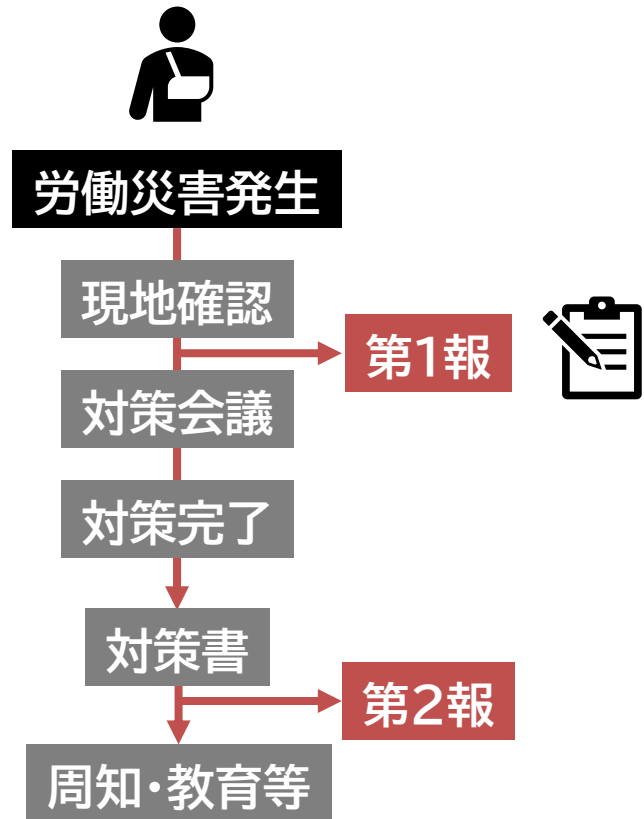 労働災害発生
現地確認
第1報
対策会議
対策完了
対策書
第2報
周知・教育等